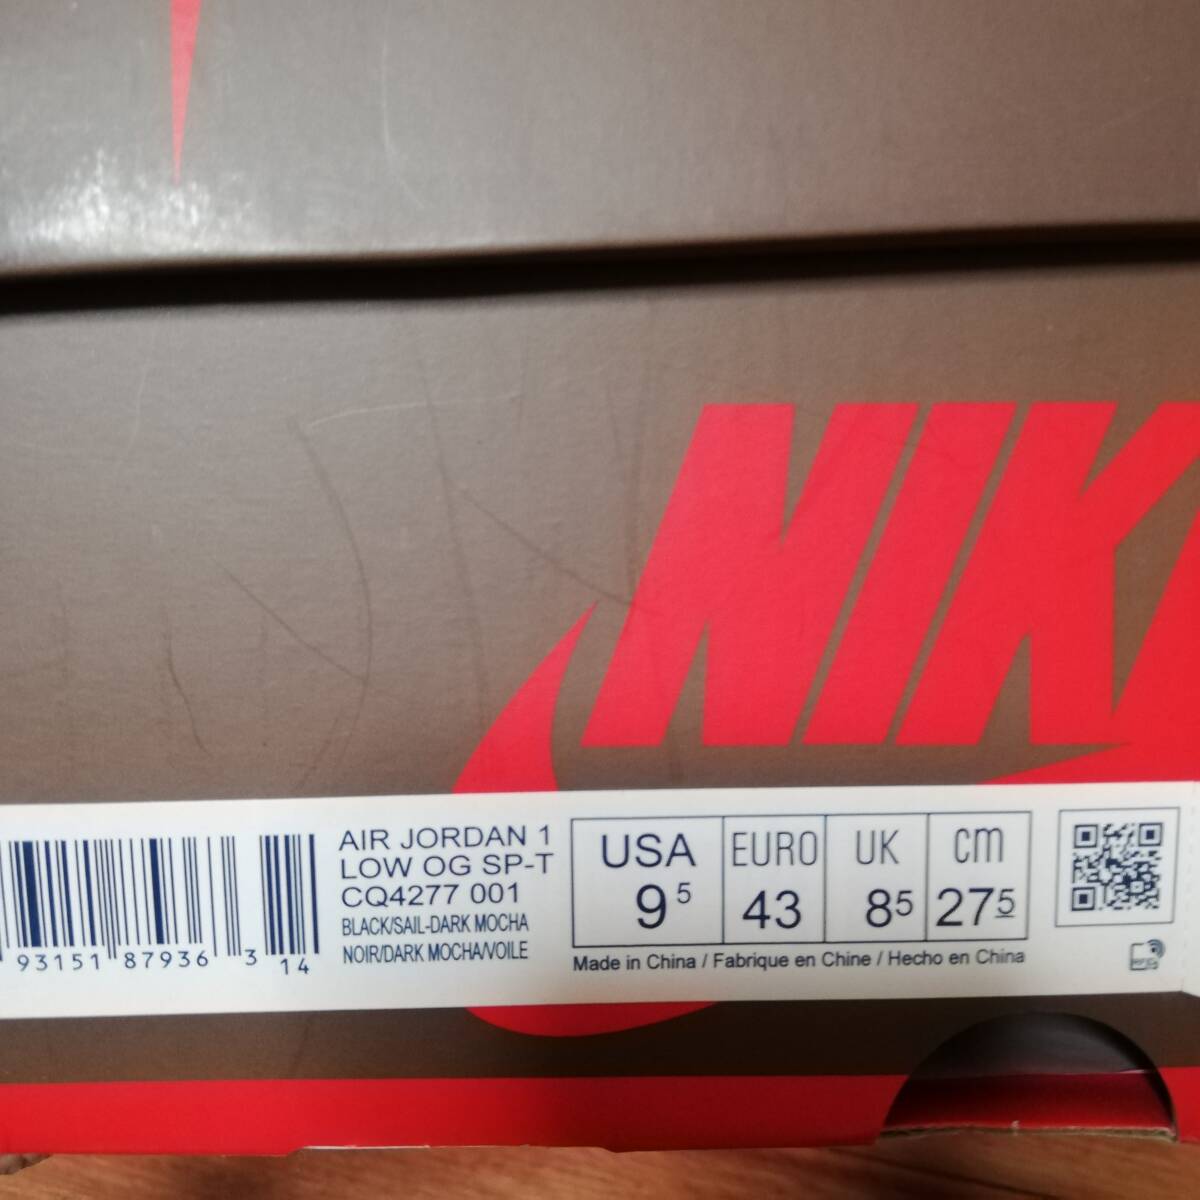 NIK
93151 87936 3 14
AIR JORDAN 1
LOW OG SP-T
CQ4277 001
BLACK/SAIL-DARK MOCHA
NOIR/DARK MOCHA/VOILE
USA EURO UK cm
9 5 43 8 5 27 5
Made in China / Fabrique en Chine / Hecho en China